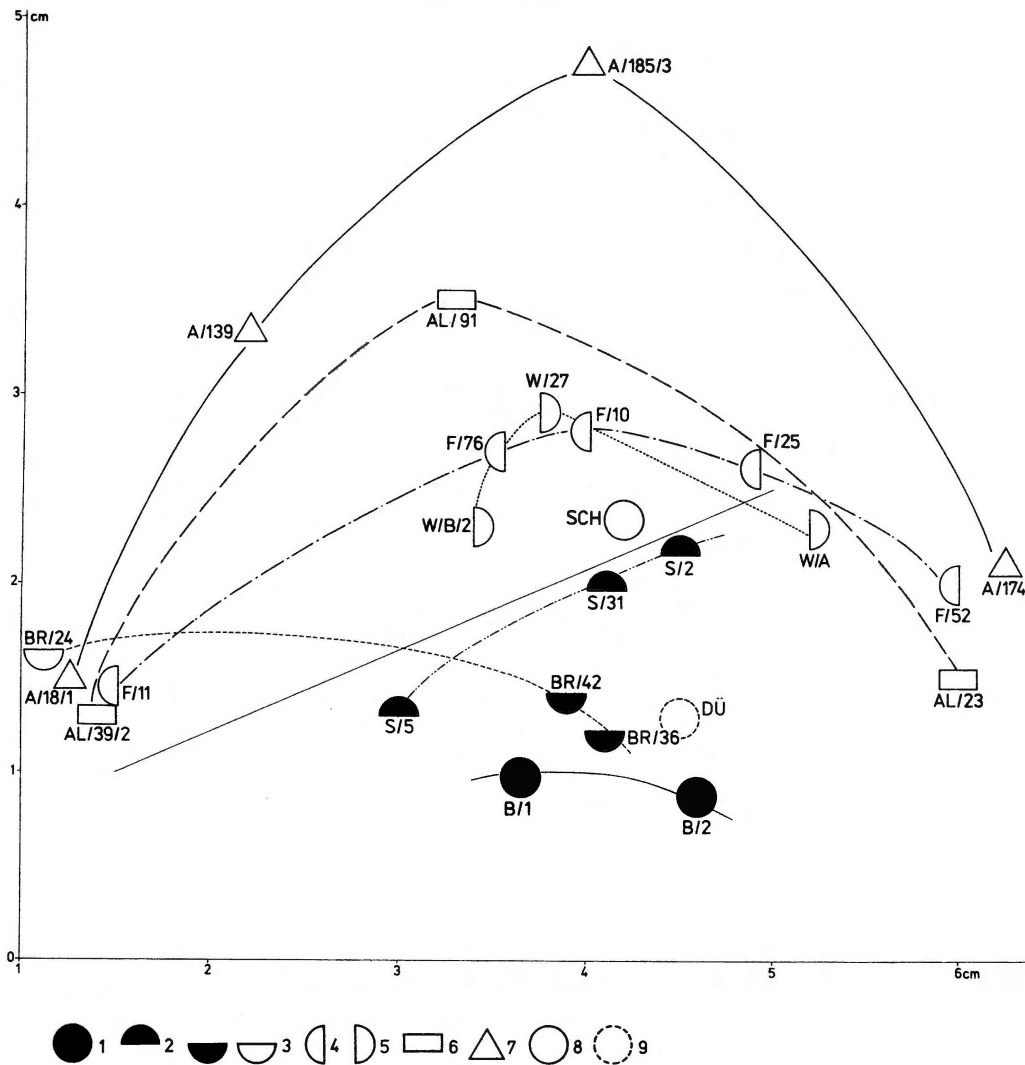 5 cm
A/185/3
4
A/139
AL/91
3
W/27
F/10
F/76
F/25
W/B/2
SCH
W/A
S/2
2
S/31
A/174
F/52
BR/24
A/18/1
F/11
BR/42
AL/23
AL/39/2
S/5
DÜ
BR/36
1
B/1
B/2
0
1 2 3 4 5 6cm
1 2 3 4 5 6 7 8 9